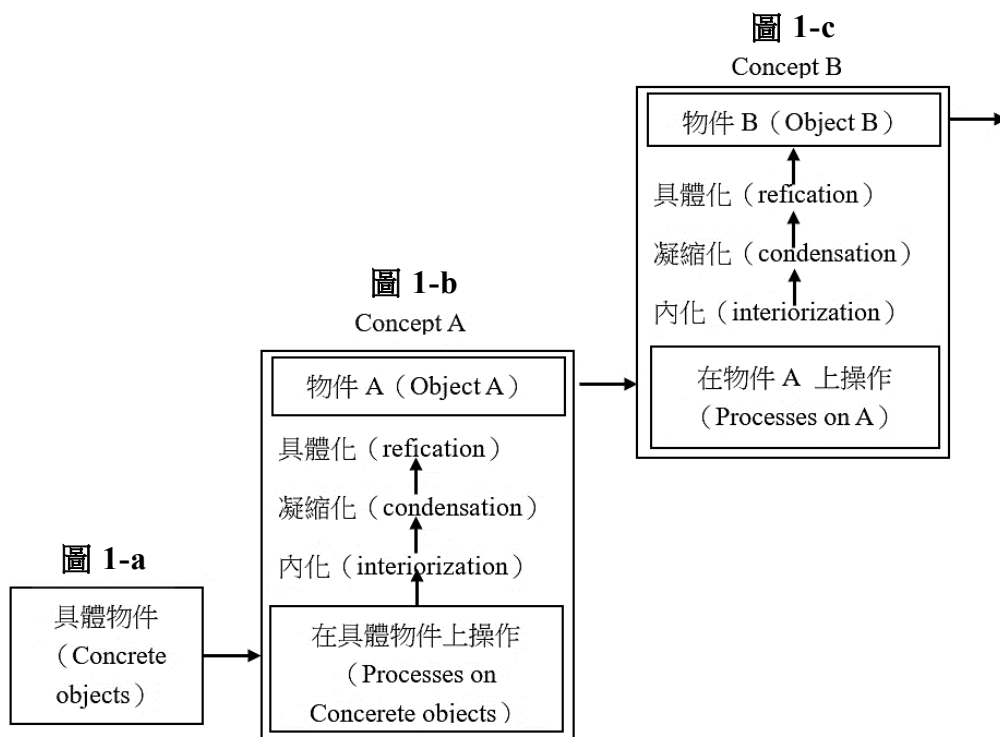 圖 1-c
Concept B
物件 B（Object B）
具體化（refication）
凝縮化（condensation）
內化（interiorization）
在物件 A 上操作
（Processes on A）
圖 1-b
Concept A
物件 A（Object A）
具體化（refication）
凝縮化（condensation）
內化（interiorization）
在具體物件上操作
（Processes on
Concerete objects）
圖 1-a
具體物件
（Concrete
objects）